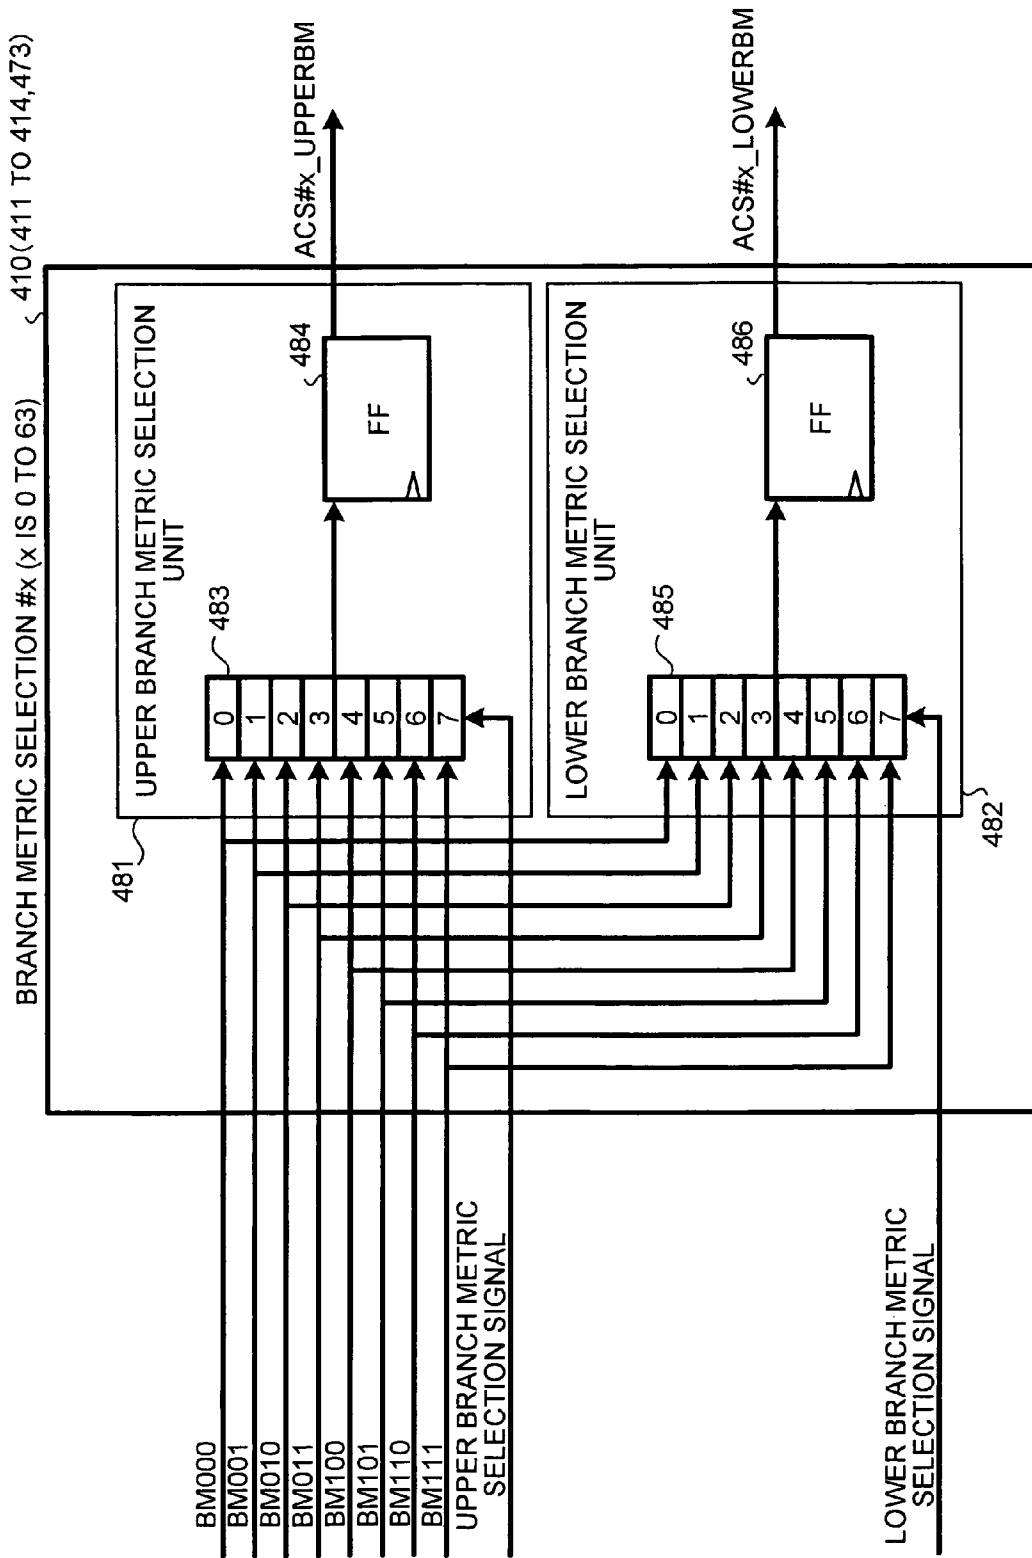 BRANCH METRIC SELECTION #x (x IS 0 TO 63)
410(411 TO 414,473)
481
UPPER BRANCH METRIC SELECTION
UNIT
483
0
1
2
3
4
5
6
7
484
FF
ACS#x_UPPERBM
LOWER BRANCH METRIC SELECTION
UNIT
485
0
1
2
3
4
5
6
7
486
FF
ACS#x_LOWERBM
482
BM000
BM001
BM010
BM011
BM100
BM101
BM110
BM111
UPPER BRANCH METRIC
SELECTION SIGNAL
LOWER BRANCH METRIC
SELECTION SIGNAL